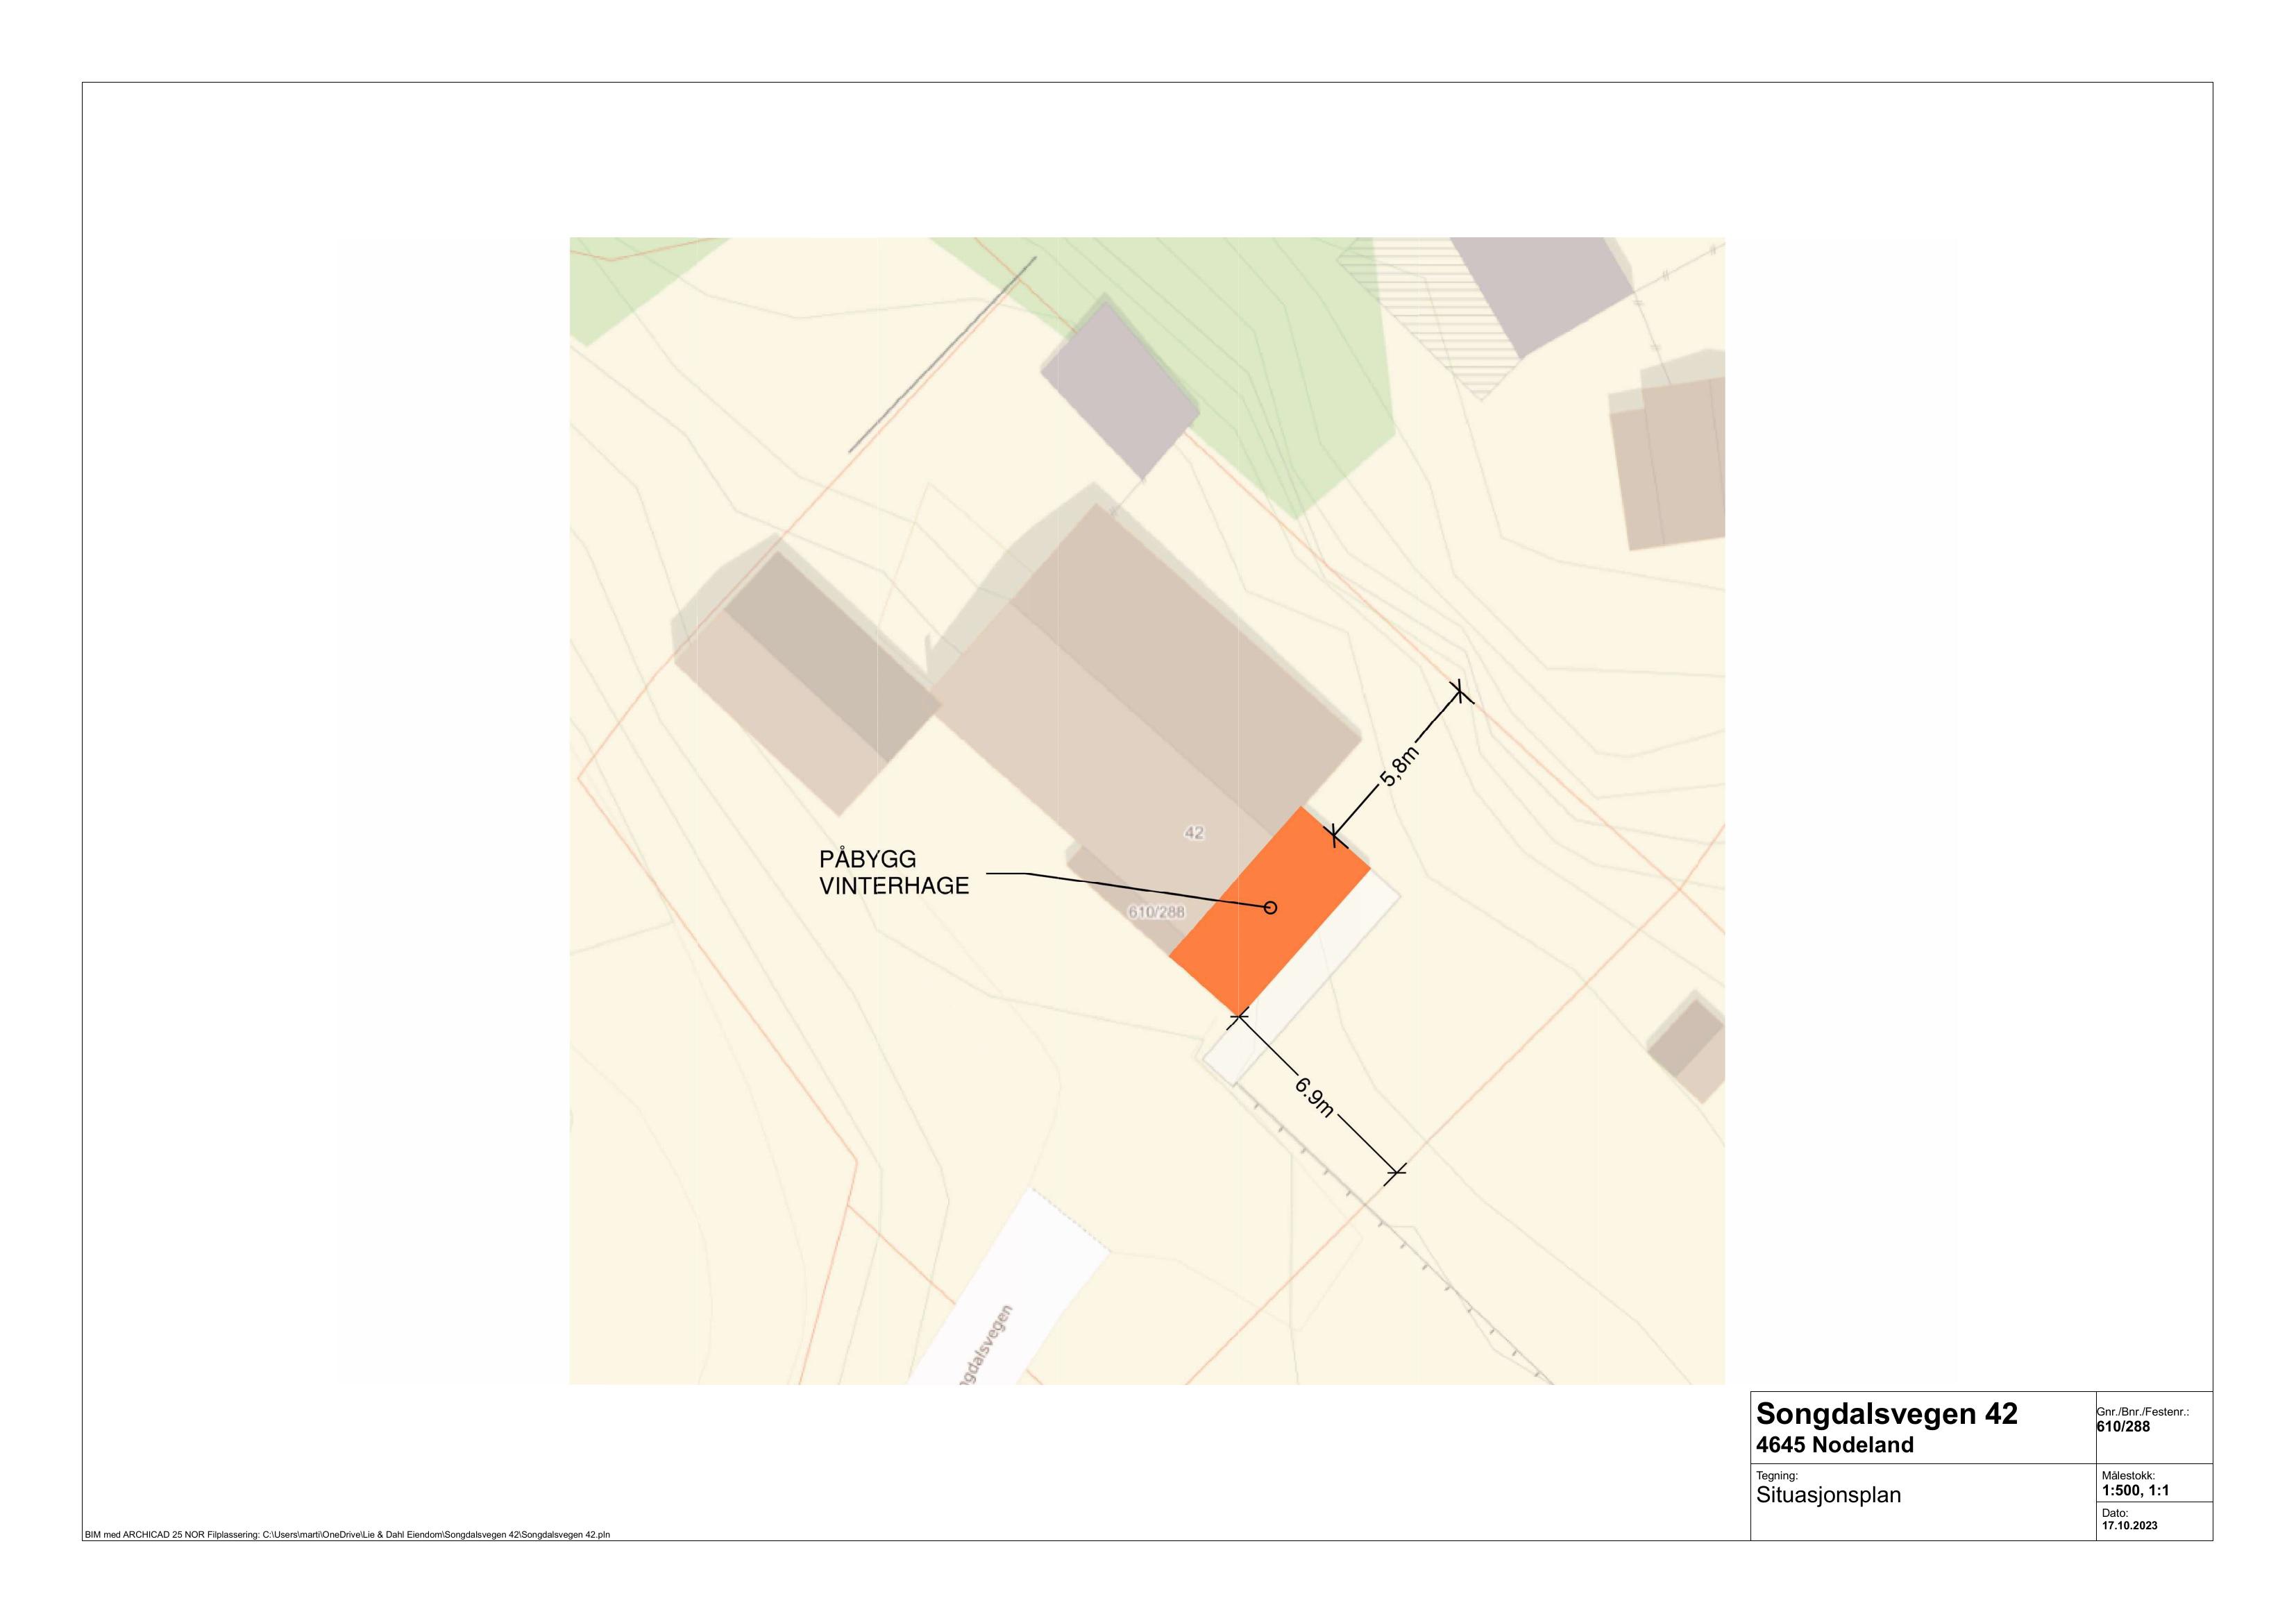 5,8m
42
PÅBYGG
VINTERHAGE
610/288
6.9m
ngdalsvegen
Songdalsvegen 42
4645 Nodeland
Gnr./Bnr./Festenr.:
610/288
Tegning:
Situasjonsplan
Målestokk:
1:500, 1:1
Dato:
17.10.2023
BIM med ARCHICAD 25 NOR Filplassering: C:\Users\marti\OneDrive\Lie & Dahl Eiendom\Songdalsvegen 42\Songdalsvegen 42.pln